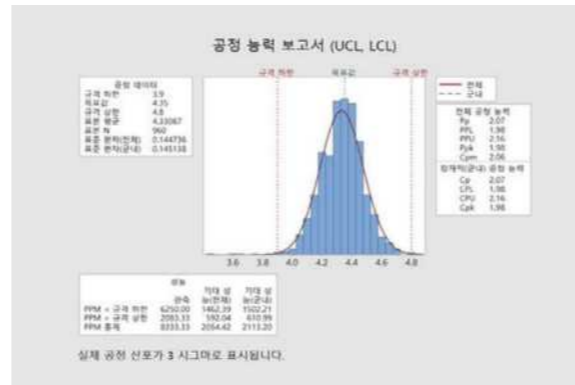 공정 능력 보고서 (UCL, LCL)
규격 하한 목표값 규격 상한
공정 데이터
규격 하한 3.9
목표값 4.35
규격 상한 4.8
표본 평균 4.33067
표본 N 960
표준 편차(전체) 0.144736
표준 편차(군내) 0.145138
전체
군내
전체 공정 능력
Pp 2.07
PPL 1.98
PPU 2.16
Ppk 1.98
Cpm 2.06
잠재적(군내) 공정 능력
Cp 2.07
CPL 1.98
CPU 2.16
Cpk 1.98
3.6 3.8 4.0 4.2 4.4 4.6 4.8
성능
관측 기대 성능(전체) 기대 성능(군내)
PPM < 규격 하한 6250.00 1462.39 1502.21
PPM > 규격 상한 2083.33 592.04 610.99
PPM 총계 8333.33 2054.42 2113.20
실제 공정 산포가 3 시그마로 표시됩니다.